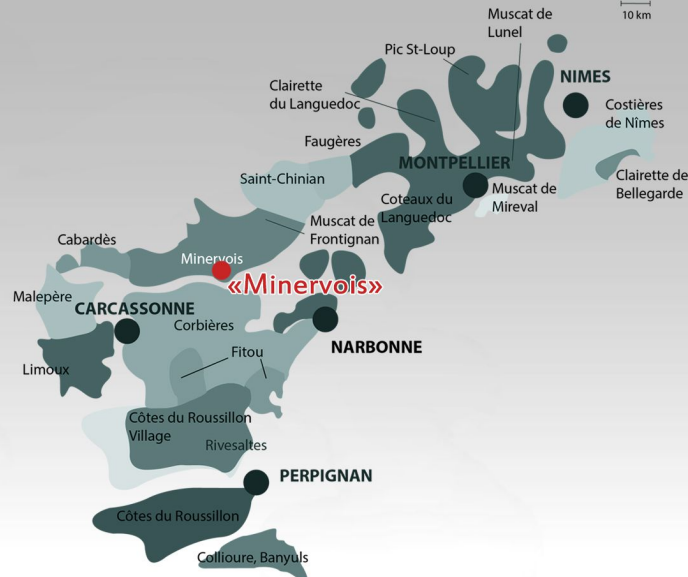 Muscat de
Lunel
10 km
Pic St-Loup
NIMES
Clairette
du Languedoc
Costières
de Nîmes
Faugères
MONTPELLIER
Saint-Chinian
Clairette de
Bellegarde
Muscat de
Mireval
Coteaux du
Languedoc
Muscat de
Frontignan
Cabardès
Minervois
«Minervois»
Malepère
CARCASSONNE
Corbières
NARBONNE
Fitou
Limoux
Côtes du Roussillon
Village
Rivesaltes
PERPIGNAN
Côtes du Roussillon
Collioure, Banyuls